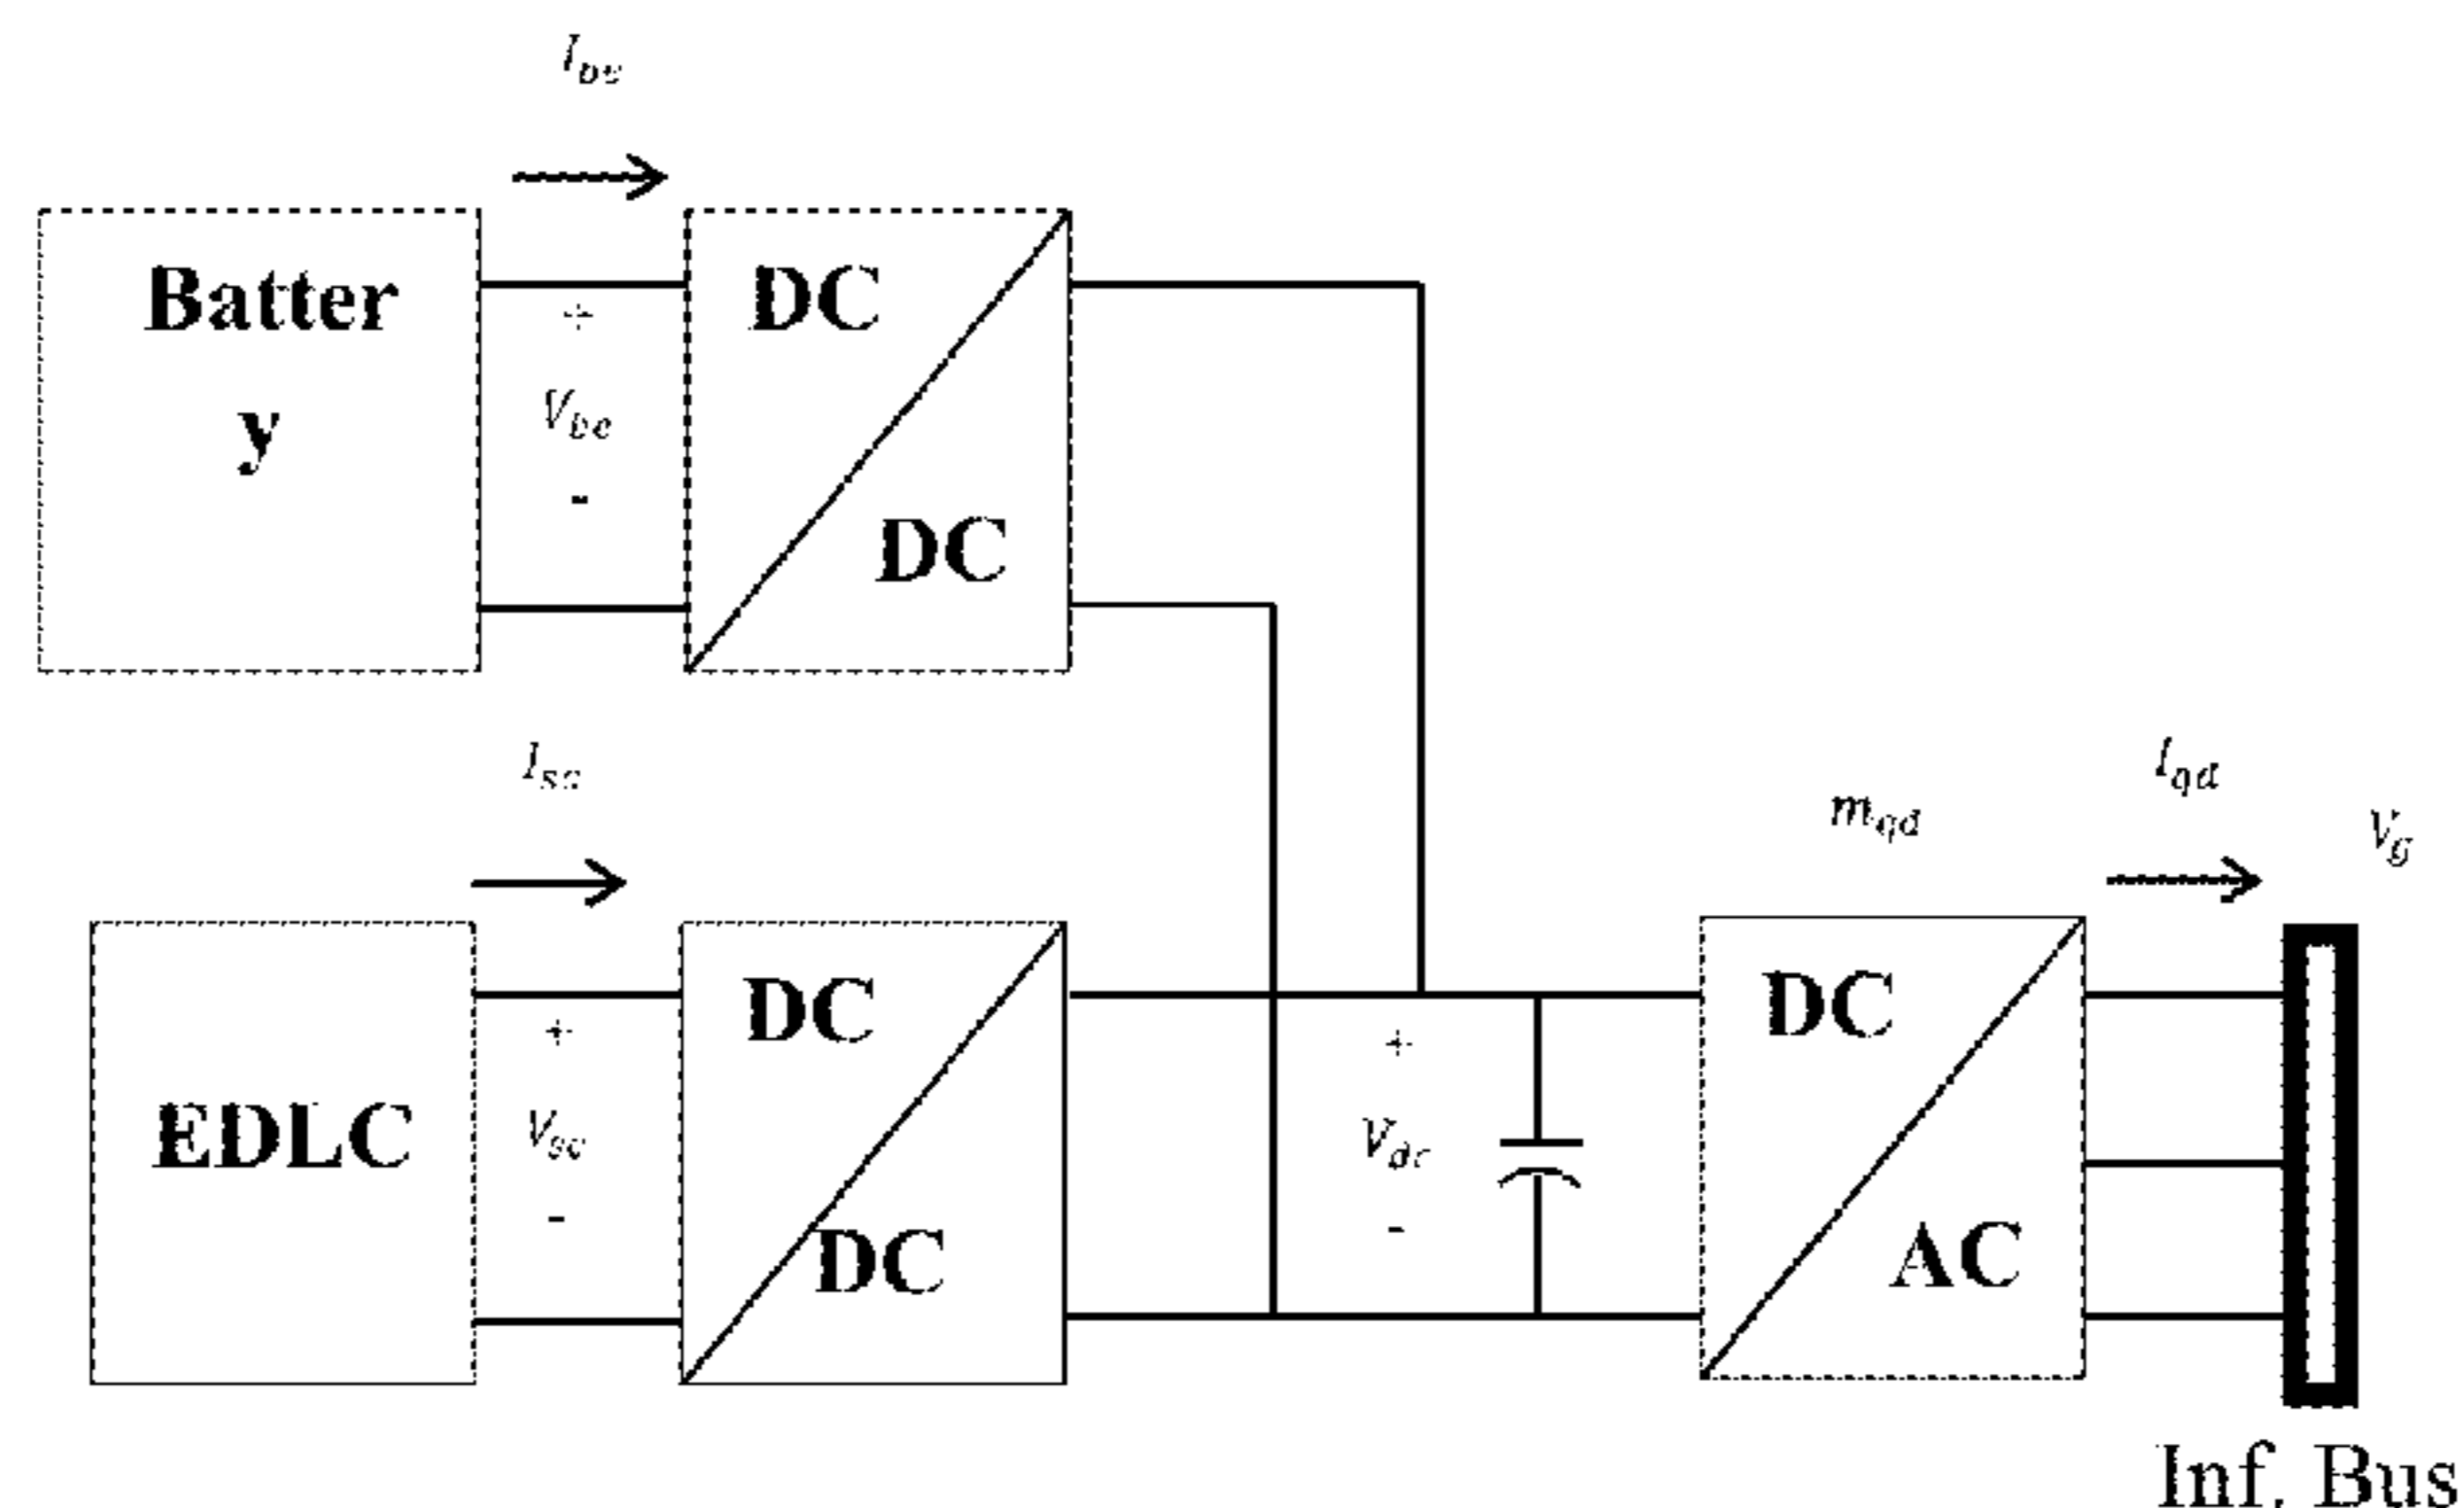 I_be
Batter
y
DC
DC
+
V_be
-
I_sc
EDLC
DC
DC
+
V_sc
-
+
V_dc
-
m_qd
DC
AC
I_qd
V_g
Inf. Bus